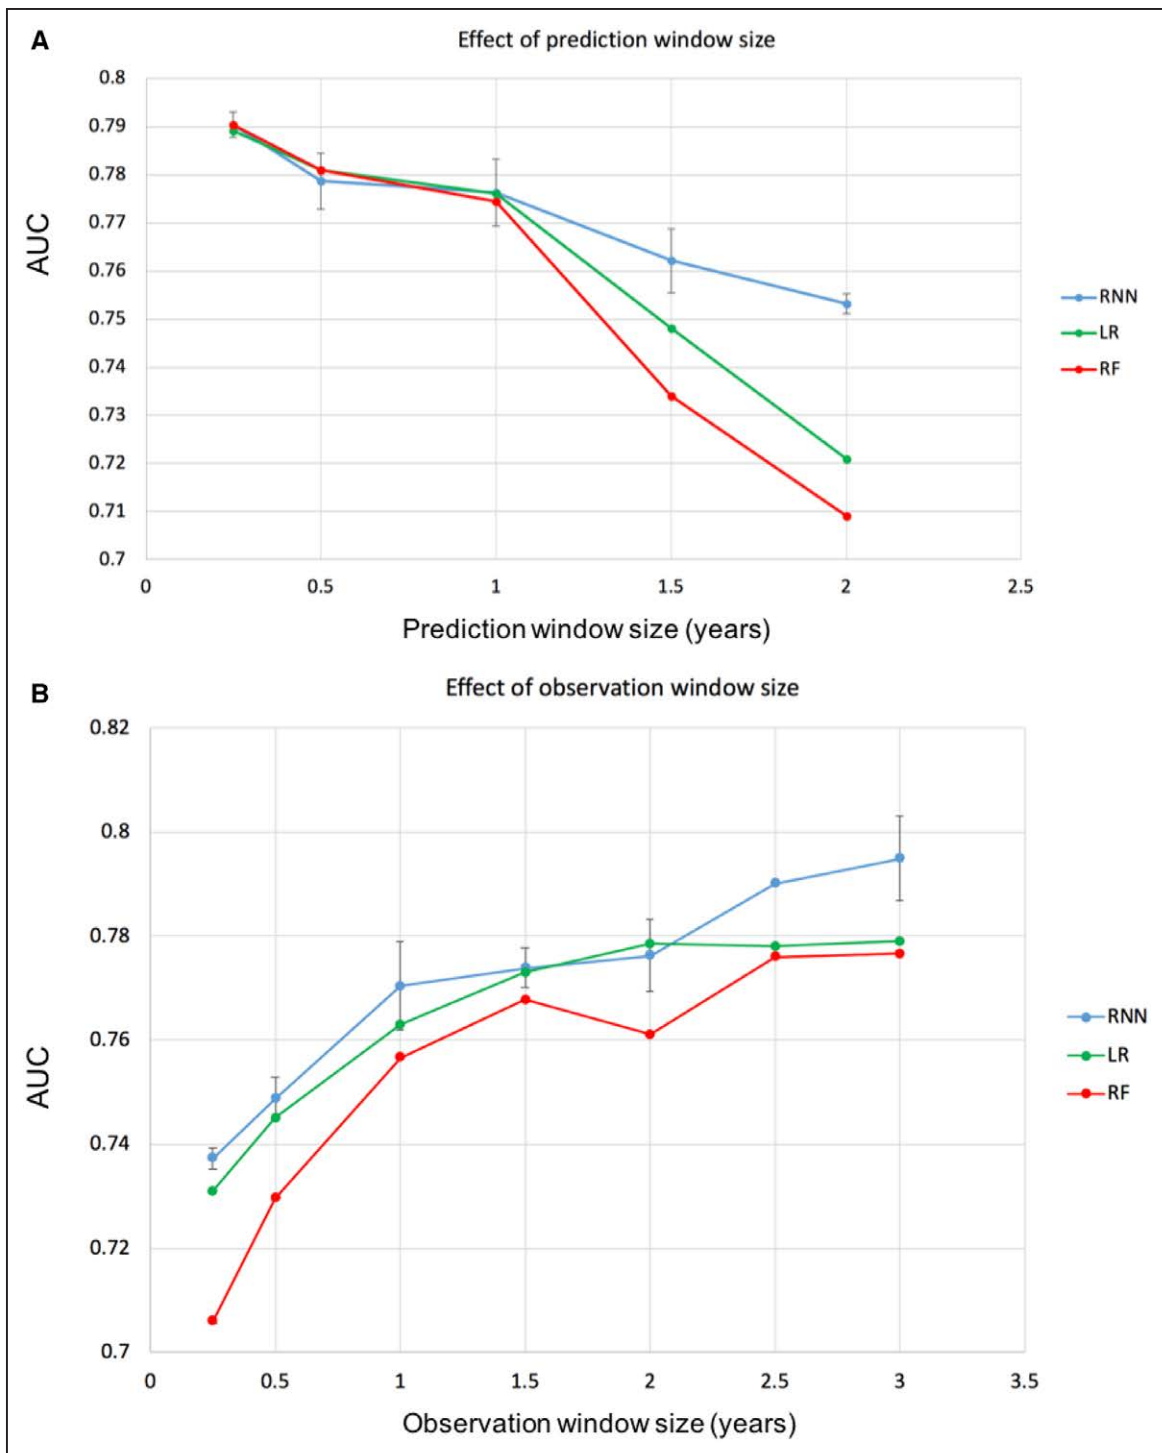 A
Effect of prediction window size
0.8
0.79
0.78
0.77
0.76
0.75
0.74
0.73
0.72
0.71
0.7
AUC
0 0.5 1 1.5 2 2.5
Prediction window size (years)
RNN
LR
RF
B
Effect of observation window size
0.82
0.8
0.78
0.76
0.74
0.72
0.7
AUC
0 0.5 1 1.5 2 2.5 3 3.5
Observation window size (years)
RNN
LR
RF